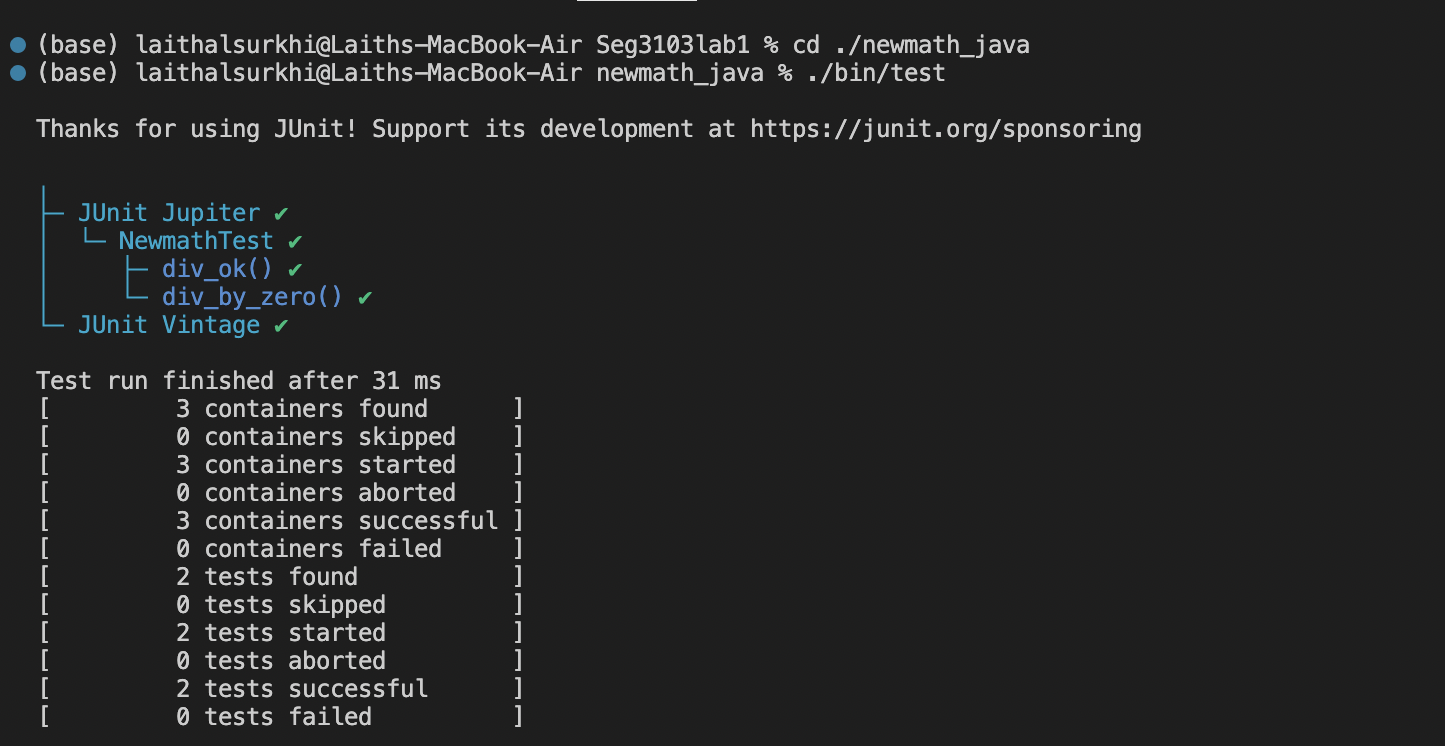 (base) laithalsurkhi@Laiths-MacBook-Air Seg3103lab1 % cd ./newmath_java
(base) laithalsurkhi@Laiths-MacBook-Air newmath_java % ./bin/test
Thanks for using JUnit! Support its development at https://junit.org/sponsoring
├─ JUnit Jupiter ✔
│  └─ NewmathTest ✔
│     ├─ div_ok() ✔
│     └─ div_by_zero() ✔
└─ JUnit Vintage ✔
Test run finished after 31 ms
[         3 containers found      ]
[         0 containers skipped    ]
[         3 containers started    ]
[         0 containers aborted    ]
[         3 containers successful ]
[         0 containers failed     ]
[         2 tests found           ]
[         0 tests skipped         ]
[         2 tests started         ]
[         0 tests aborted         ]
[         2 tests successful      ]
[         0 tests failed          ]